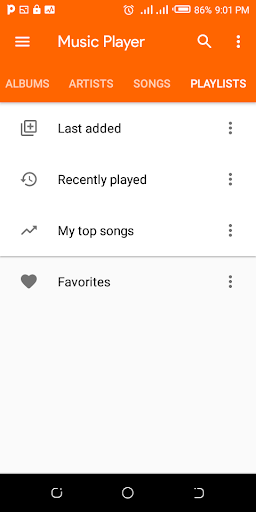 86% 9:01 PM
Music Player
ALBUMS ARTISTS SONGS PLAYLISTS
Last added
Recently played
My top songs
Favorites